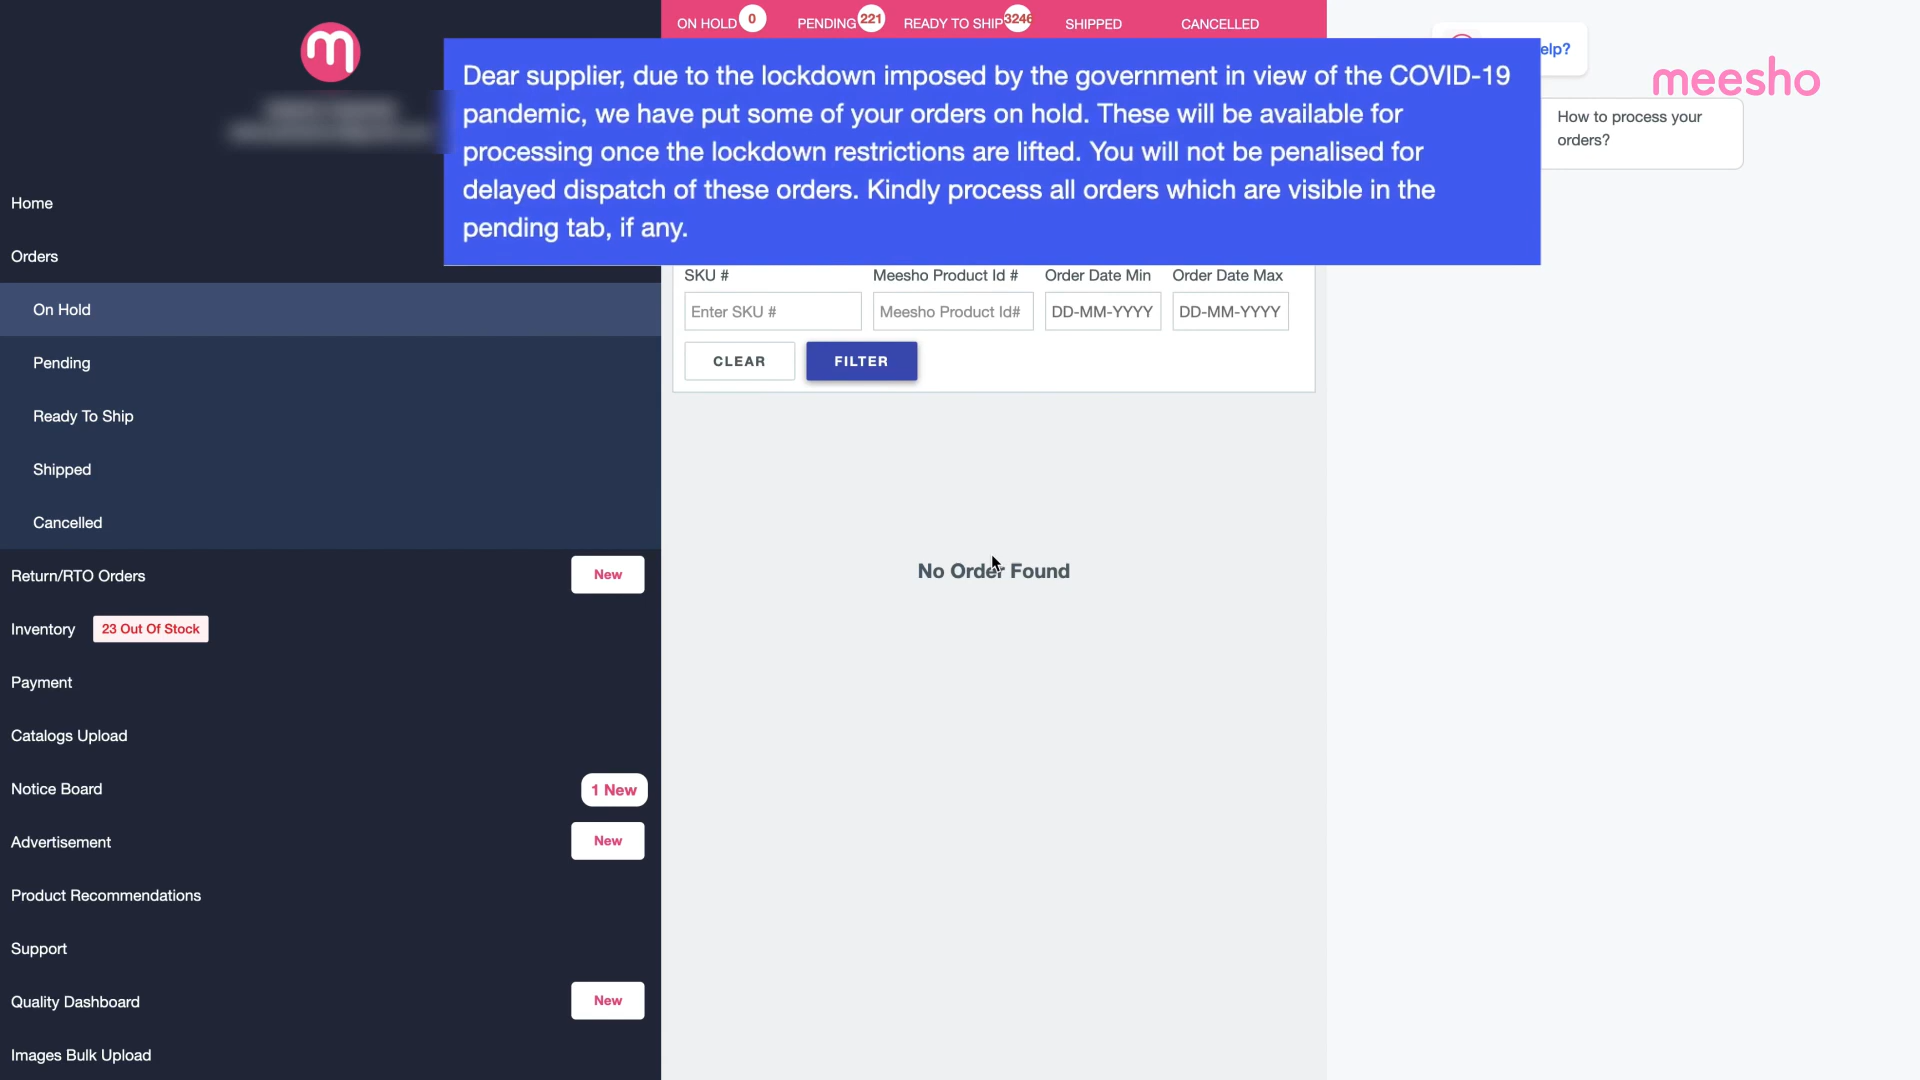 ON HOLD 0 PENDING 221 READY TO SHIP 3246 SHIPPED CANCELLED
m
Dear supplier, due to the lockdown imposed by the government in view of the COVID-19
pandemic, we have put some of your orders on hold. These will be available for
processing once the lockdown restrictions are lifted. You will not be penalised for
delayed dispatch of these orders. Kindly process all orders which are visible in the
pending tab, if any.
elp?
meesho
How to process your
orders?
SKU # Meesho Product Id # Order Date Min Order Date Max
Enter SKU # Meesho Product Id# DD-MM-YYYY DD-MM-YYYY
CLEAR FILTER
No Order Found
Home
Orders
On Hold
Pending
Ready To Ship
Shipped
Cancelled
Return/RTO Orders New
Inventory 23 Out Of Stock
Payment
Catalogs Upload
Notice Board 1 New
Advertisement New
Product Recommendations
Support
Quality Dashboard New
Images Bulk Upload